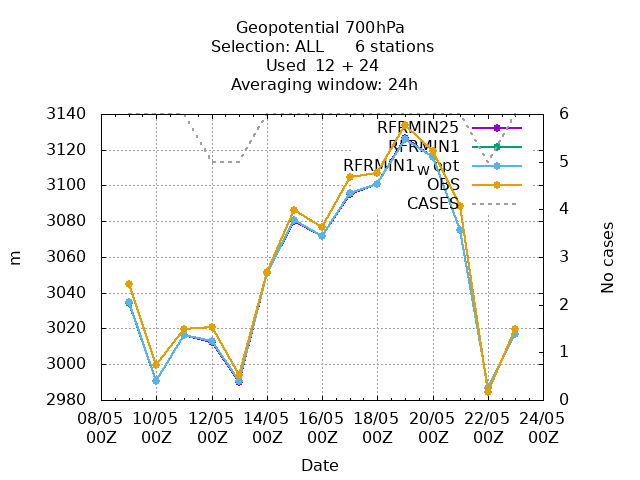 Geopotential 700hPa
Selection: ALL 6 stations
Used 12 + 24
Averaging window: 24h
3140
3120
3100
3080
3060
3040
3020
3000
2980
m
6
5
4
3
2
1
0
No cases
RFRMIN25
RFRMIN1
RFRMIN1w opt
OBS
CASES
08/05 10/05 12/05 14/05 16/05 18/05 20/05 22/05 24/05
00Z 00Z 00Z 00Z 00Z 00Z 00Z 00Z 00Z
Date